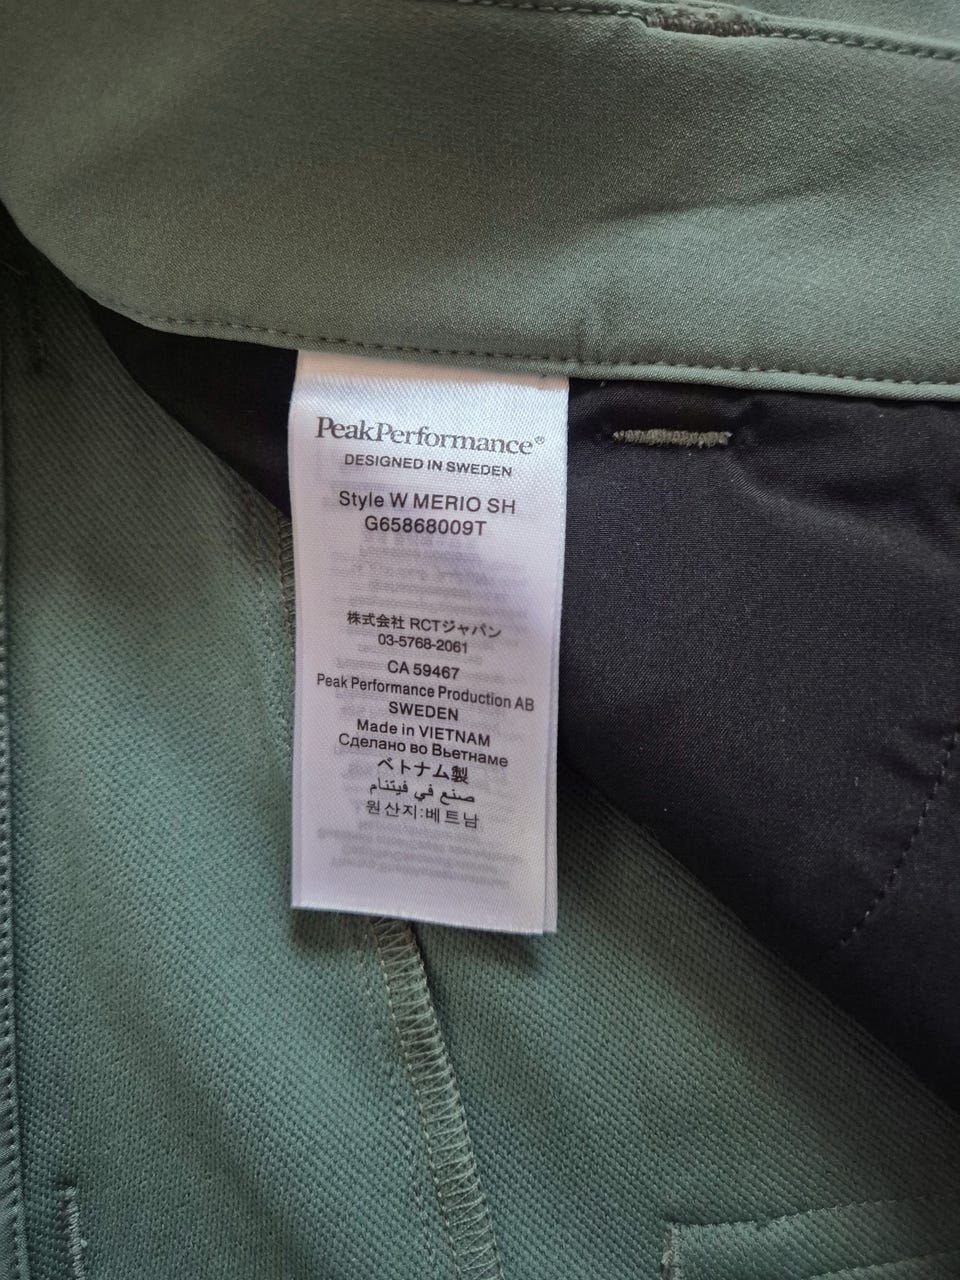 PeakPerformance®
DESIGNED IN SWEDEN
Style W MERIO SH
G65868009T
株式会社 RCTジャパン
03-5768-2061
CA 59467
Peak Performance Production AB
SWEDEN
Made in VIETNAM
Сделано во Вьетнаме
ベトナム製
صنع في فيتنام
원산지:베트남